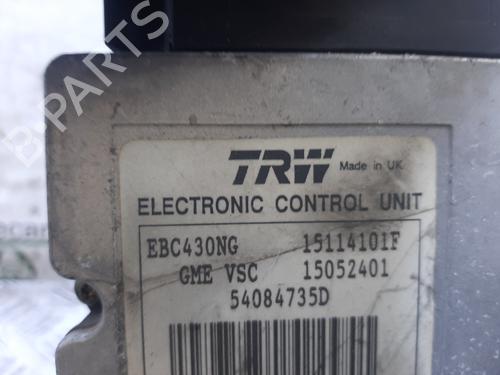 B-Parts
TRW Made in UK
ELECTRONIC CONTROL UNIT
EBC430NG 15114101F
GME VSC 15052401
54084735D